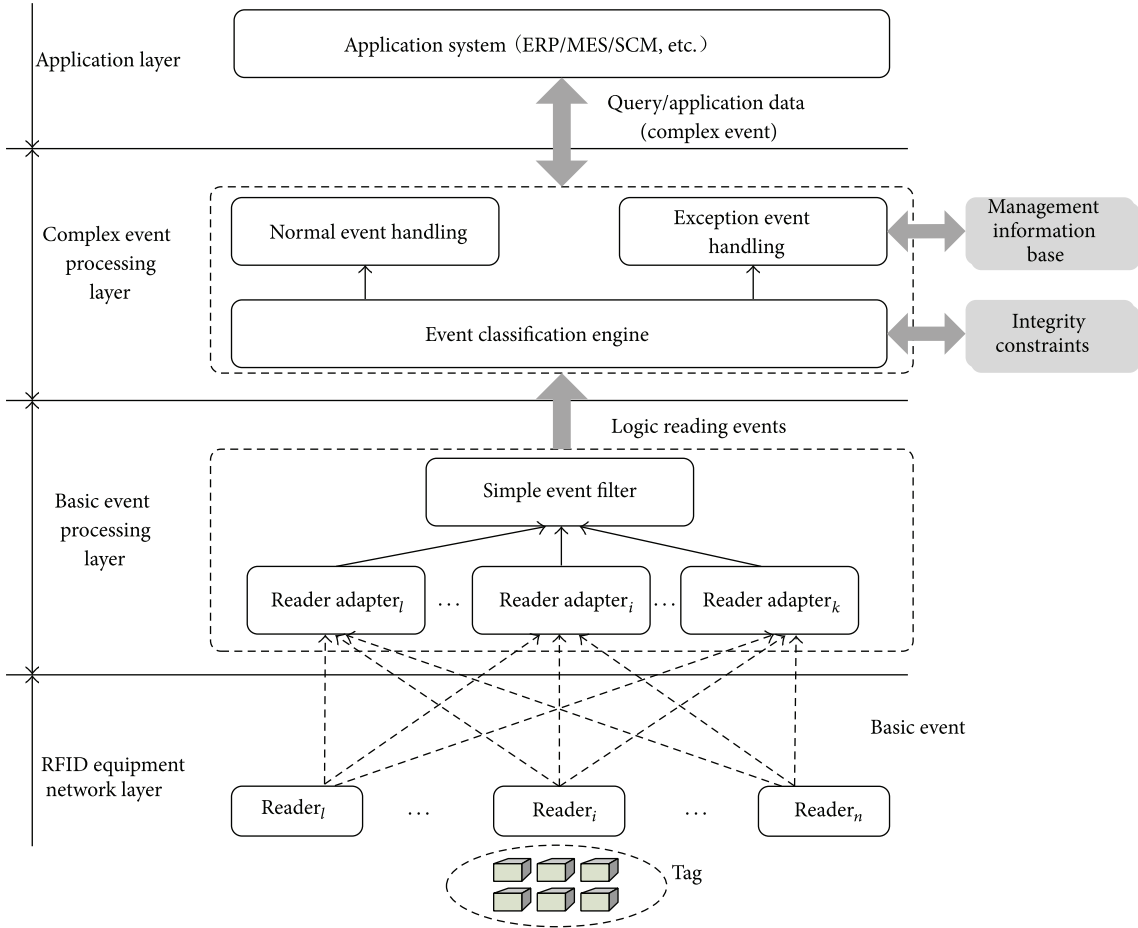 Application layer
Application system (ERP/MES/SCM, etc.)
Query/application data
(complex event)
Complex event
processing
layer
Normal event handling
Exception event
handling
Management
information
base
Event classification engine
Integrity
constraints
Logic reading events
Basic event
processing
layer
Simple event filter
Reader adapterl
...
Reader adapteri
...
Reader adapterk
Basic event
RFID equipment
network layer
Readerl
...
Readeri
...
Readern
Tag